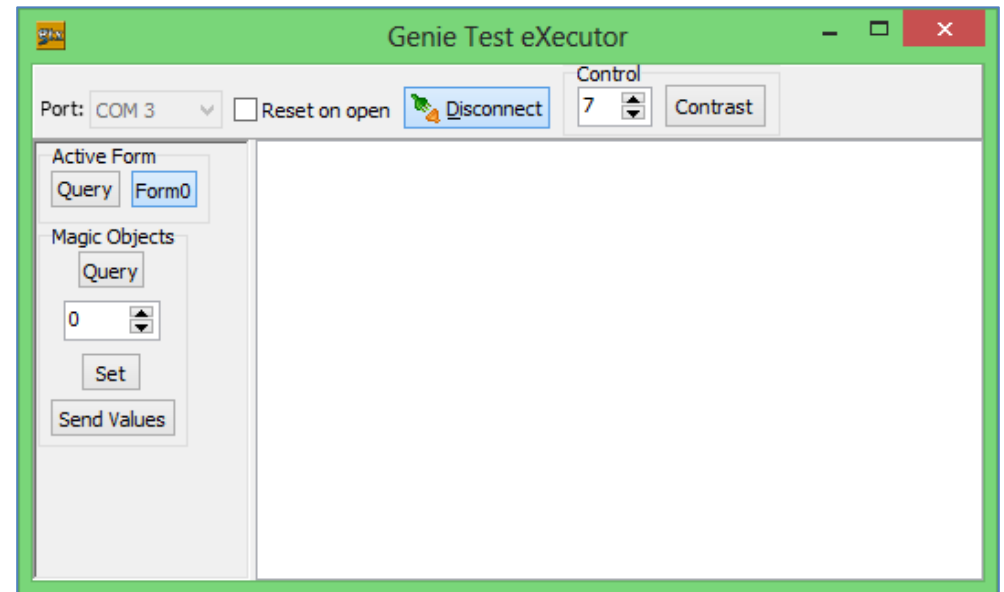 Genie Test eXecutor
Control
Port: COM 3 Reset on open Disconnect 7 Contrast
Active Form
Query Form0
Magic Objects
Query
0
Set
Send Values